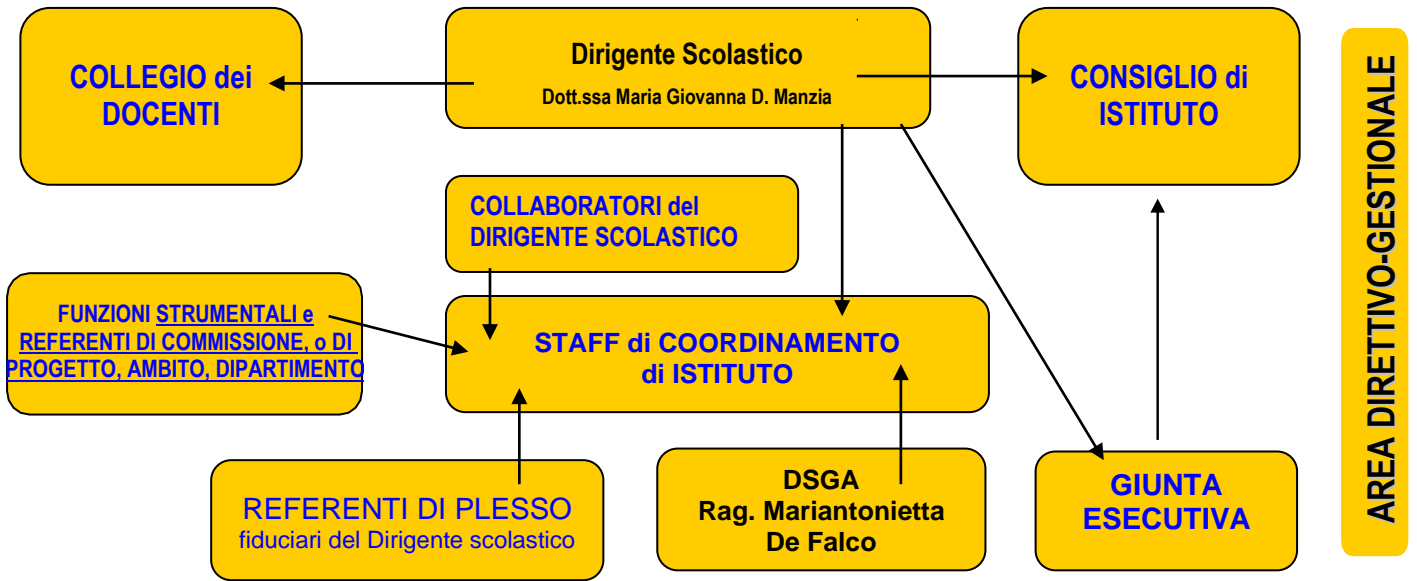 COLLEGIO dei
DOCENTI
Dirigente Scolastico
Dott.ssa Maria Giovanna D. Manzia
CONSIGLIO di
ISTITUTO
AREA DIRETTIVO-GESTIONALE
COLLABORATORI del
DIRIGENTE SCOLASTICO
FUNZIONI STRUMENTALI e
REFERENTI DI COMMISSIONE, o DI
PROGETTO, AMBITO, DIPARTIMENTO
STAFF di COORDINAMENTO
di ISTITUTO
REFERENTI DI PLESSO
fiduciari del Dirigente scolastico
DSGA
Rag. Mariantonietta
De Falco
GIUNTA
ESECUTIVA